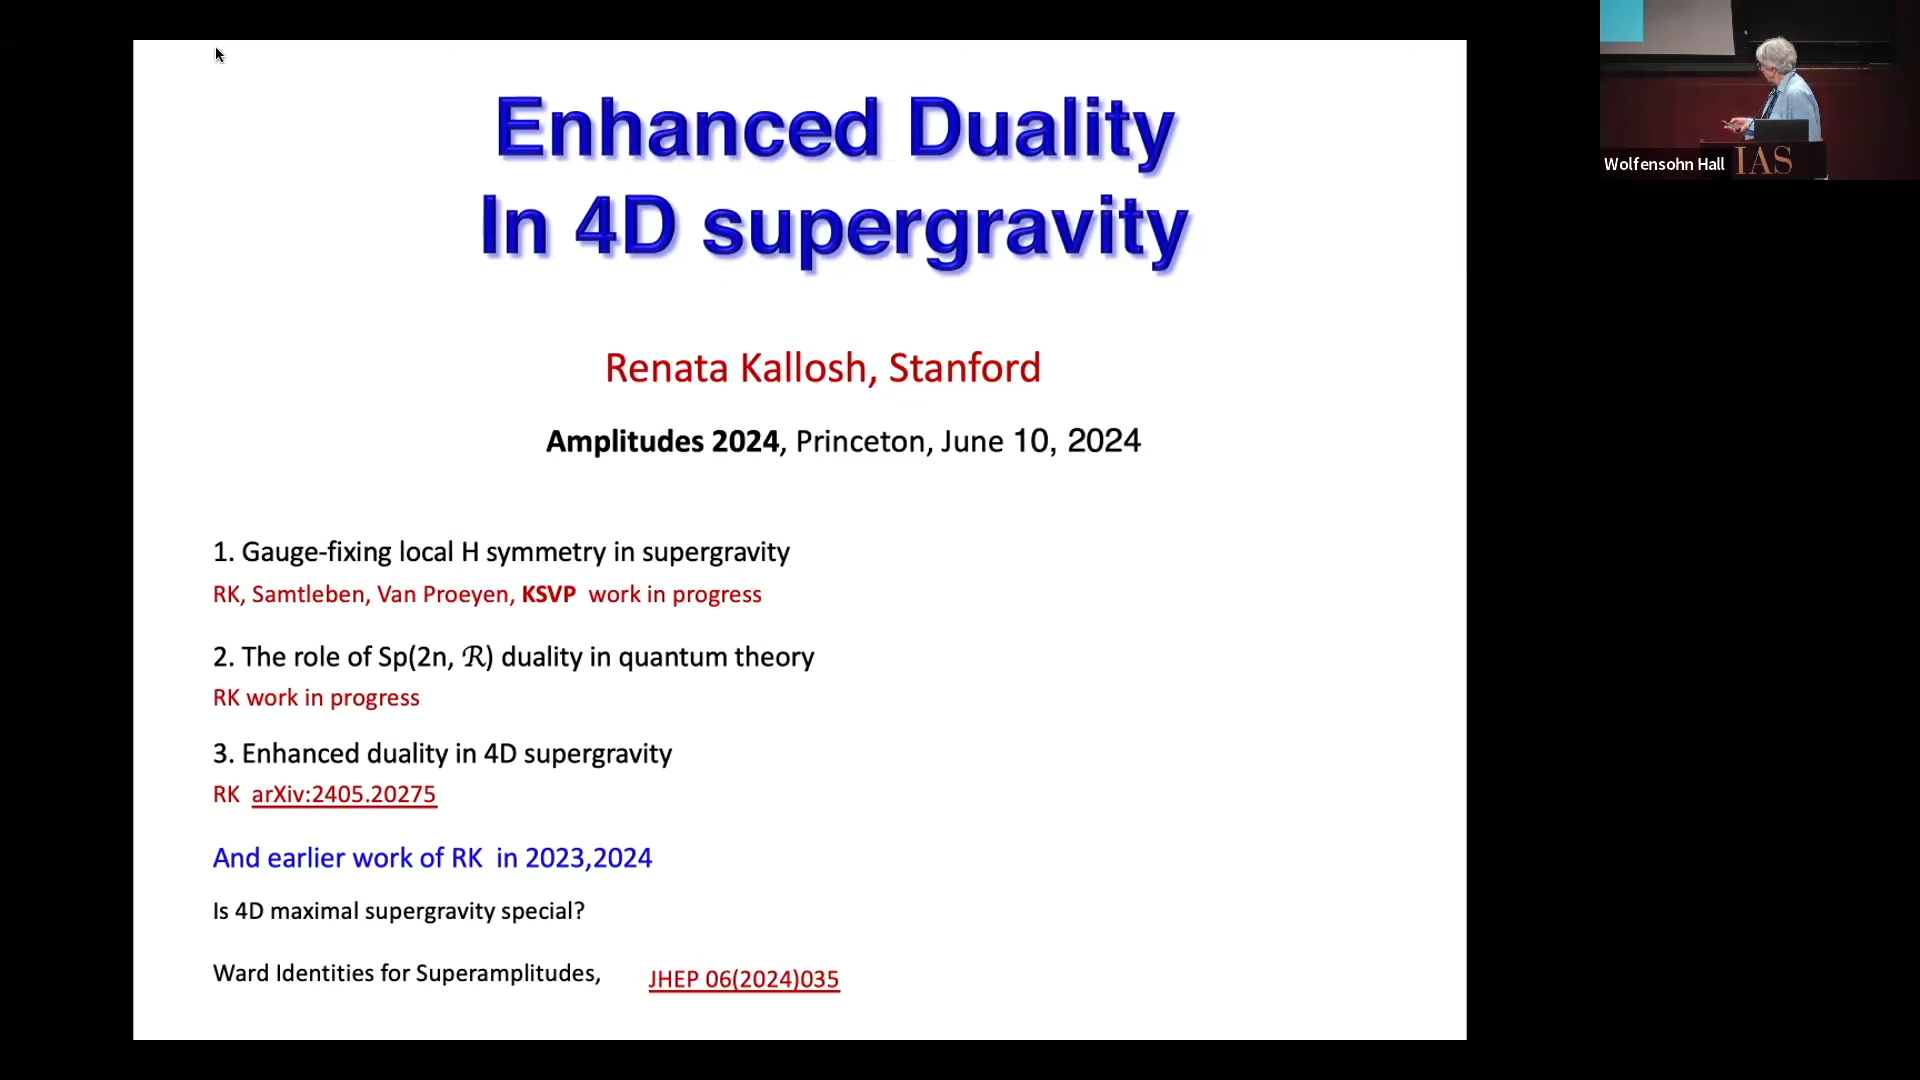 Enhanced Duality
In 4D supergravity
Renata Kallosh, Stanford
Amplitudes 2024, Princeton, June 10, 2024
1. Gauge-fixing local H symmetry in supergravity
RK, Samtleben, Van Proeyen, KSVP work in progress
2. The role of Sp(2n, ℛ) duality in quantum theory
RK work in progress
3. Enhanced duality in 4D supergravity
RK arXiv:2405.20275
And earlier work of RK in 2023,2024
Is 4D maximal supergravity special?
Ward Identities for Superamplitudes, JHEP 06(2024)035
Wolfensohn Hall
IAS